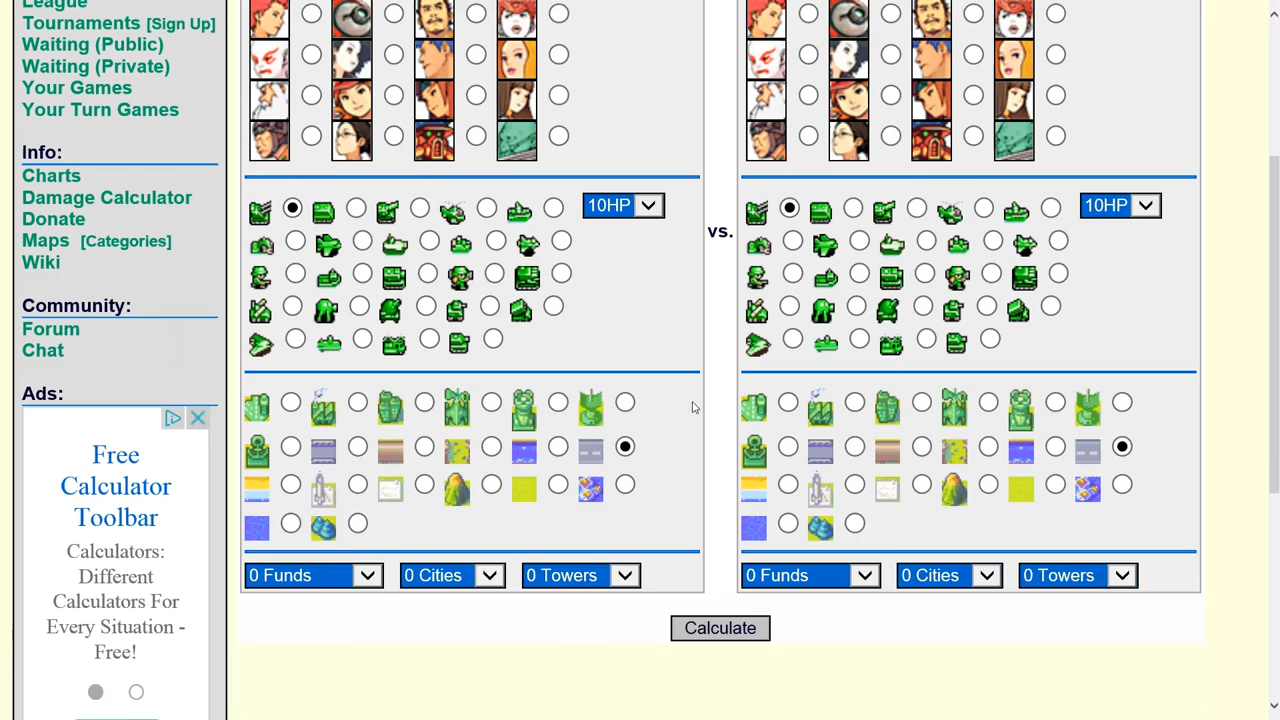 League
Tournaments [Sign Up]
Waiting (Public)
Waiting (Private)
Your Games
Your Turn Games
Info:
Charts
Damage Calculator
Donate
Maps [Categories]
Wiki
Community:
Forum
Chat
Ads:
Free
Calculator
Toolbar
Calculators:
Different
Calculators For
Every Situation -
Free!
10HP
vs.
10HP
0 Funds
0 Cities
0 Towers
0 Funds
0 Cities
0 Towers
Calculate